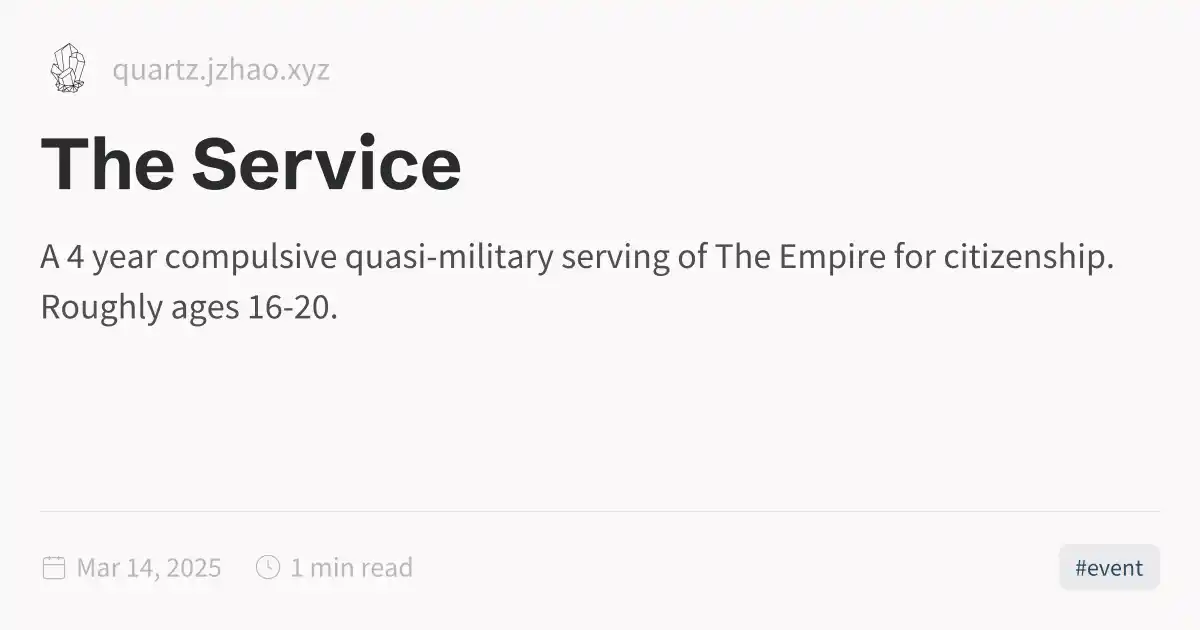 quartz.jzhao.xyz
The Service
A 4 year compulsive quasi-military serving of The Empire for citizenship.
Roughly ages 16-20.
Mar 14, 2025 1 min read #event